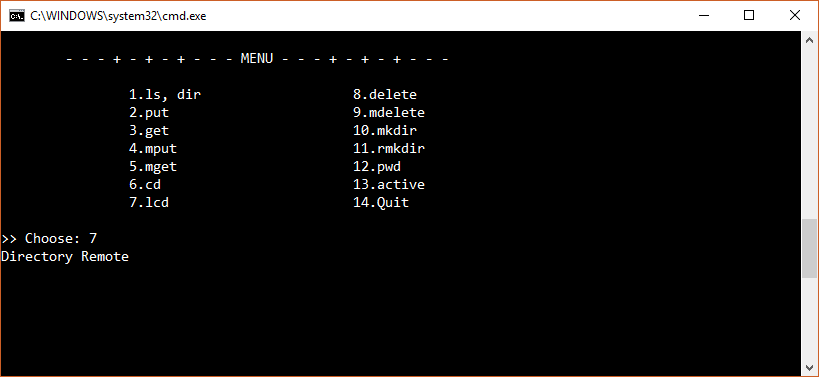 C:\WINDOWS\system32\cmd.exe
- - - + - + - + - - - MENU - - - + - + - + - - -
1.ls, dir 8.delete
2.put 9.mdelete
3.get 10.mkdir
4.mput 11.rmkdir
5.mget 12.pwd
6.cd 13.active
7.lcd 14.Quit
>> Choose: 7
Directory Remote